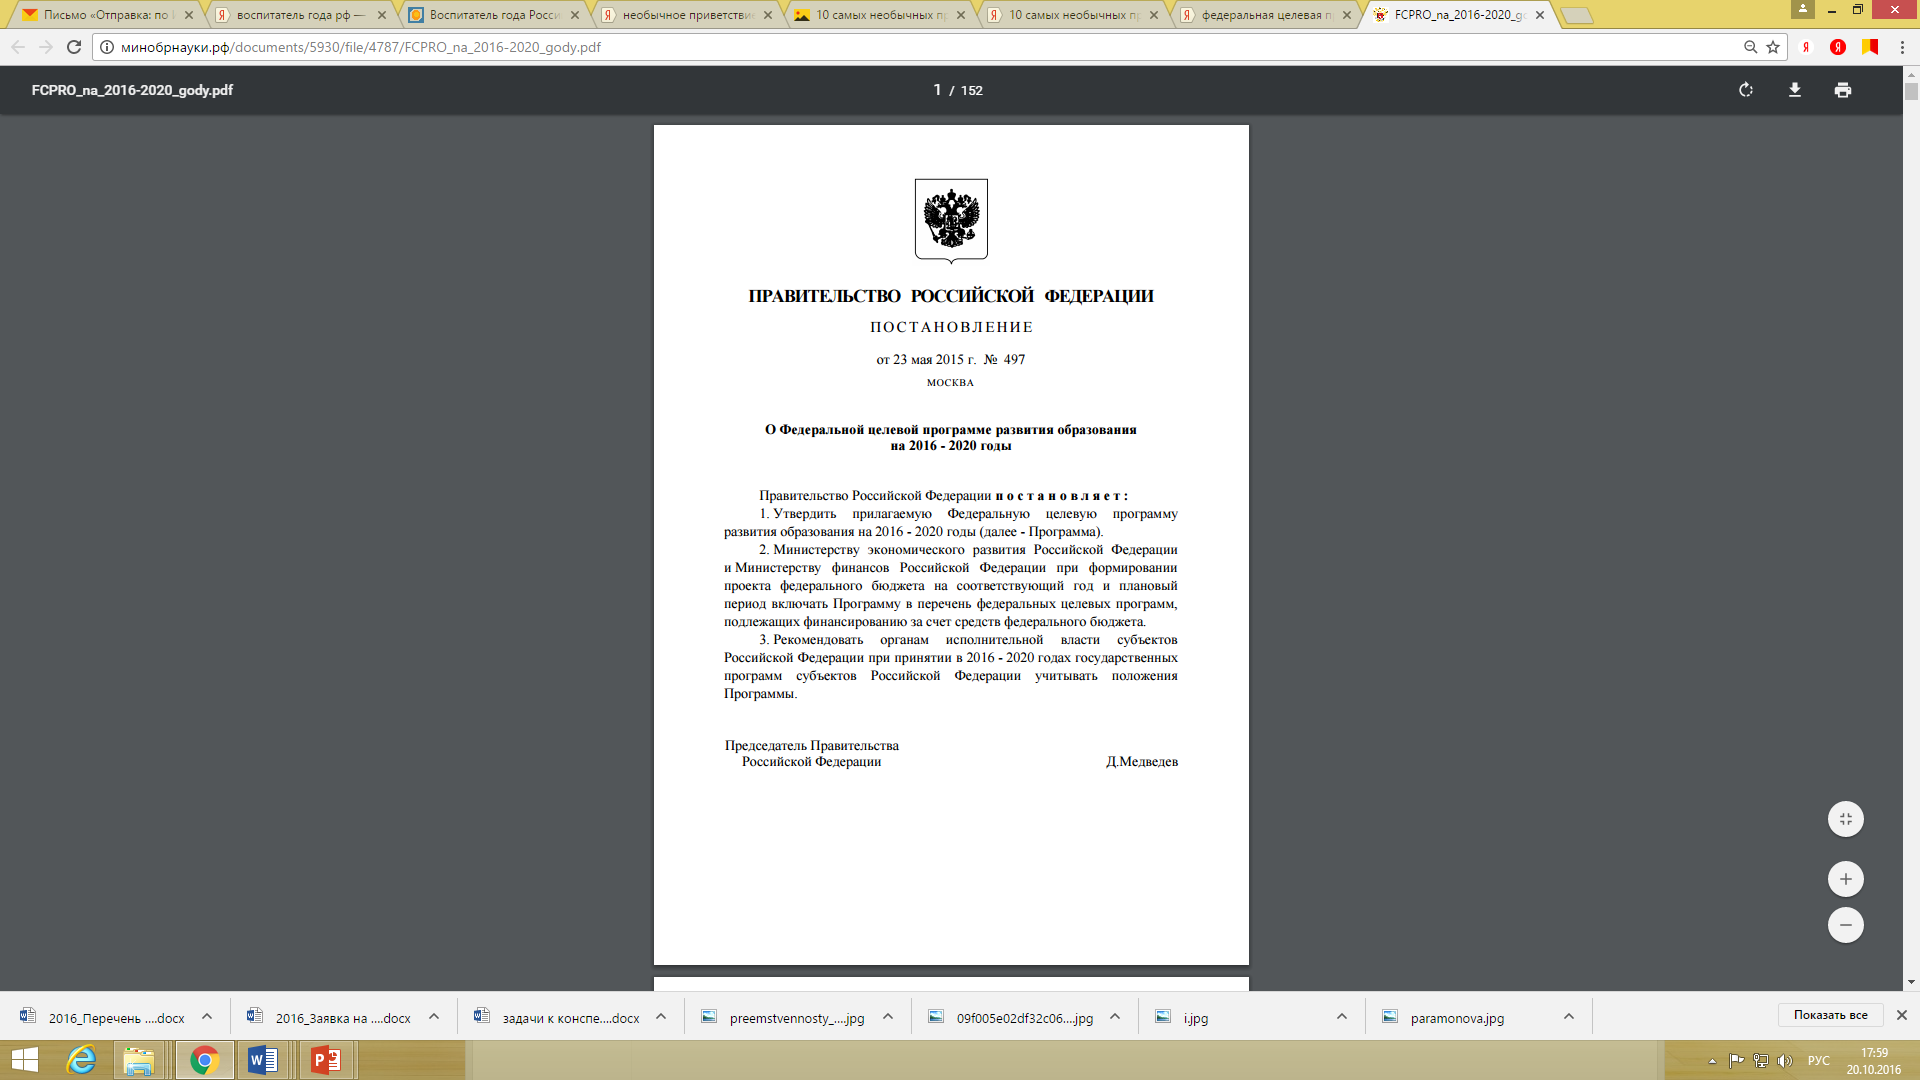 Письмо «Отправка: по
воспитатель года рф —
Воспитатель года Росси
необычное приветствие
10 самых необычных пр
10 самых необычных пр
федеральная целевая п
FCPRO_na_2016-2020_go
минобрнауки.рф/documents/5930/file/4787/FCPRO_na_2016-2020_gody.pdf
FCPRO_na_2016-2020_gody.pdf
1 / 152
ПРАВИТЕЛЬСТВО РОССИЙСКОЙ ФЕДЕРАЦИИ
ПОСТАНОВЛЕНИЕ
от 23 мая 2015 г. № 497
МОСКВА
О Федеральной целевой программе развития образования
на 2016 - 2020 годы
Правительство Российской Федерации п о с т а н о в л я е т :
1. Утвердить прилагаемую Федеральную целевую программу
развития образования на 2016 - 2020 годы (далее - Программа).
2. Министерству экономического развития Российской Федерации
и Министерству финансов Российской Федерации при формировании
проекта федерального бюджета на соответствующий год и плановый
период включать Программу в перечень федеральных целевых программ,
подлежащих финансированию за счет средств федерального бюджета.
3. Рекомендовать органам исполнительной власти субъектов
Российской Федерации при принятии в 2016 - 2020 годах государственных
программ субъектов Российской Федерации учитывать положения
Программы.
Председатель Правительства
Российской Федерации
Д.Медведев
2016_Перечень ....docx
2016_Заявка на ....docx
задачи к конспе....docx
preemstvennosty_....jpg
09f005e02df32c06....jpg
i.jpg
paramonova.jpg
Показать все
РУС
17:59
20.10.2016